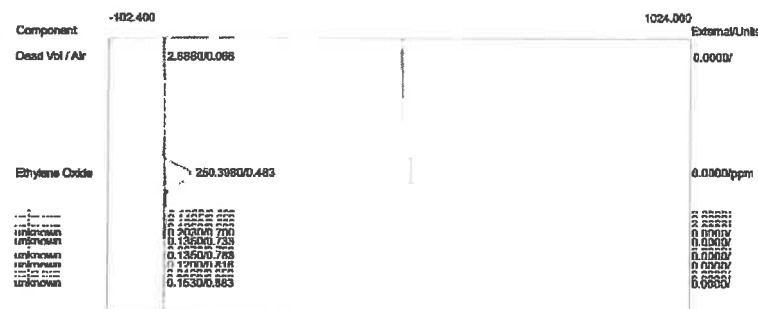 -102.400 1024.000
Component External/Units
Dead Vol / Air 2.6880/0.066 0.0000/
Ethylene Oxide 250.3980/0.483 0.0000/ppm
unknown 0.2030/0.700 0.0000/
unknown 0.1350/0.733 0.0000/
unknown 0.1350/0.783 0.0000/
unknown 0.1200/0.816 0.0000/
unknown 0.1530/0.883 0.0000/